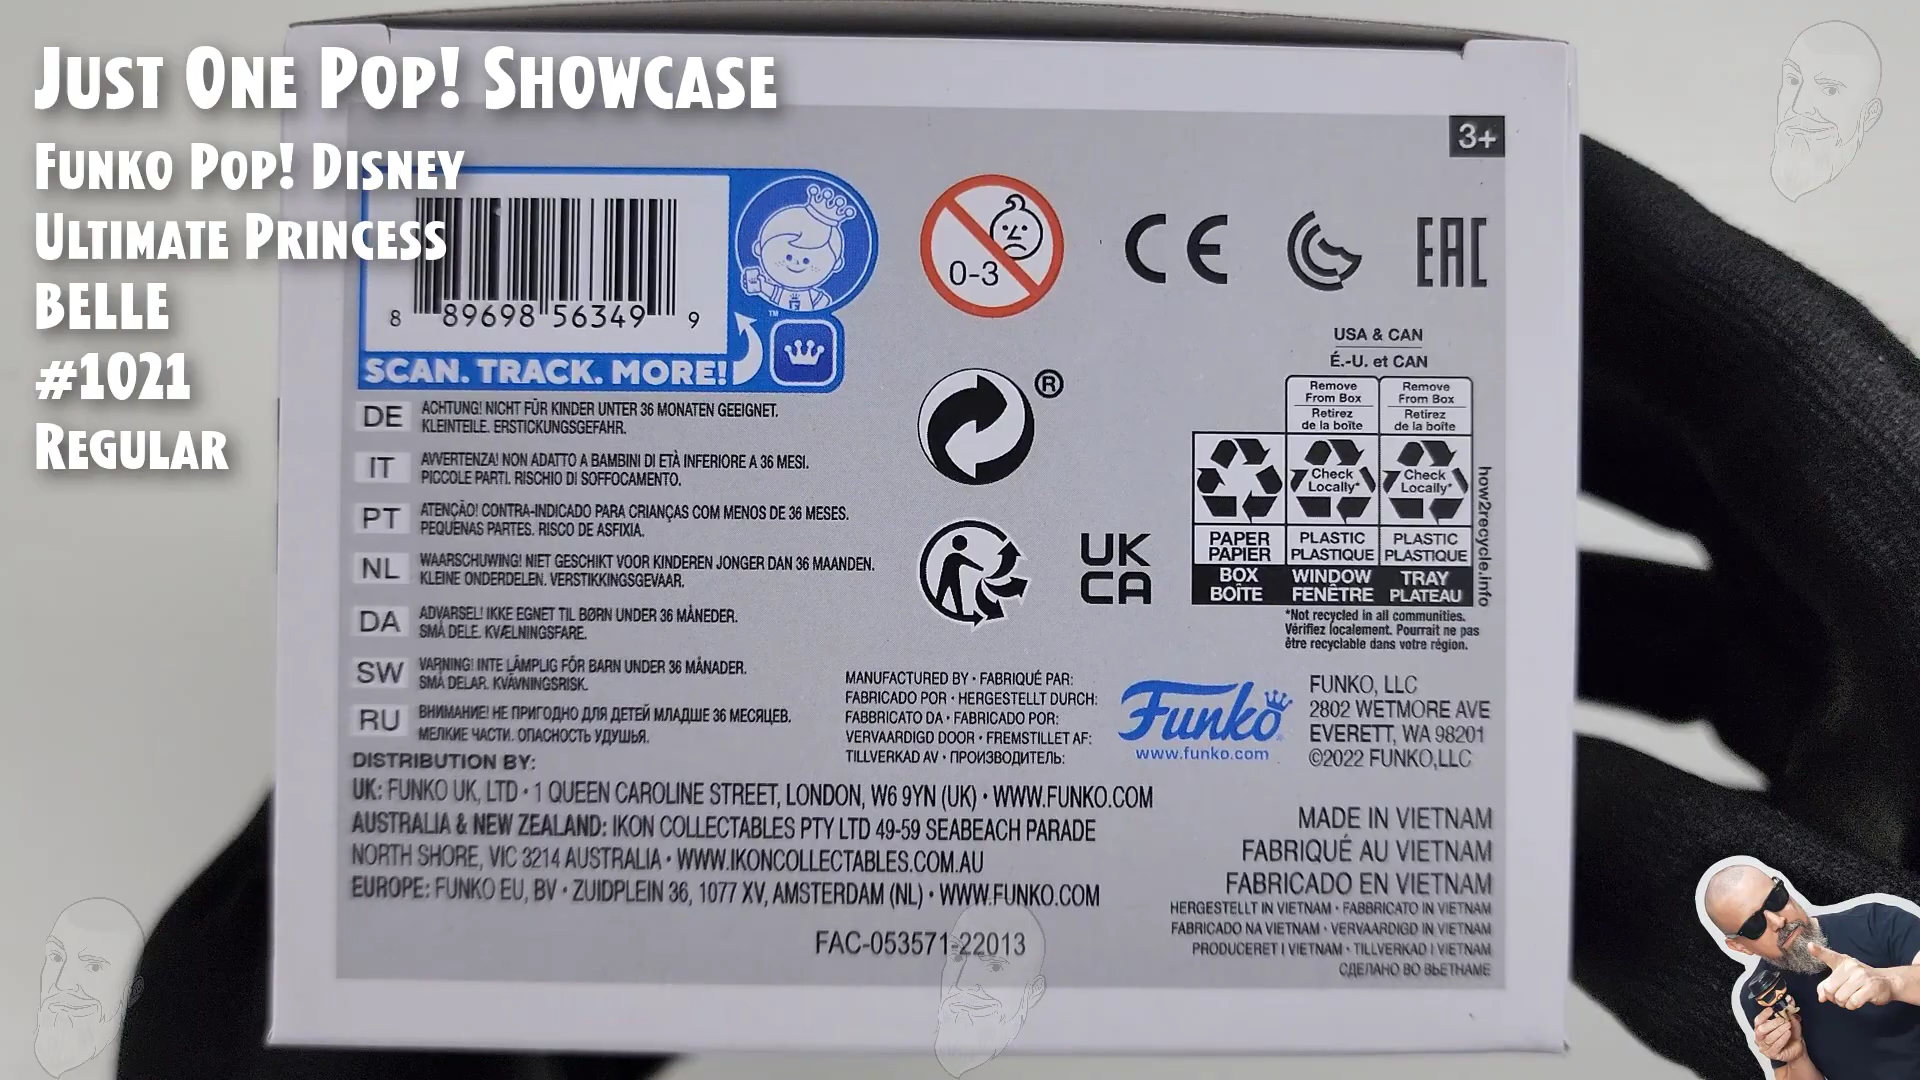 Just One Pop! Showcase
Funko Pop! Disney
Ultimate Princess
BELLE
#1021
Regular
3+
8 89698 56349 9
SCAN. TRACK. MORE!
™
0-3
CE
EAC
USA & CAN
É.-U. et CAN
Remove From Box
Retirez de la boîte
Remove From Box
Retirez de la boîte
Check Locally*
Check Locally*
PAPER PAPIER
PLASTIC PLASTIQUE
PLASTIC PLASTIQUE
BOX BOÎTE
WINDOW FENÊTRE
TRAY PLATEAU
how2recycle.info
*Not recycled in all communities.
Vérifiez localement. Pourrait ne pas
être recyclable dans votre région.
®
UK
CA
DE ACHTUNG! NICHT FÜR KINDER UNTER 36 MONATEN GEEIGNET.
KLEINTEILE. ERSTICKUNGSGEFAHR.
IT AVVERTENZA! NON ADATTO A BAMBINI DI ETÀ INFERIORE A 36 MESI.
PICCOLE PARTI. RISCHIO DI SOFFOCAMENTO.
PT ATENÇÃO! CONTRA-INDICADO PARA CRIANÇAS COM MENOS DE 36 MESES.
PEQUENAS PARTES. RISCO DE ASFIXIA.
NL WAARSCHUWING! NIET GESCHIKT VOOR KINDEREN JONGER DAN 36 MAANDEN.
KLEINE ONDERDELEN. VERSTIKKINGSGEVAAR.
DA ADVARSEL! IKKE EGNET TIL BØRN UNDER 36 MÅNEDER.
SMÅ DELE. KVÆLNINGSFARE.
SW VARNING! INTE LÄMPLIG FÖR BARN UNDER 36 MÅNADER.
SMÅ DELAR. KVÄVNINGSRISK.
RU ВНИМАНИЕ! НЕ ПРИГОДНО ДЛЯ ДЕТЕЙ МЛАДШЕ 36 МЕСЯЦЕВ.
МЕЛКИЕ ЧАСТИ. ОПАСНОСТЬ УДУШЬЯ.
MANUFACTURED BY • FABRIQUÉ PAR:
FABRICADO POR • HERGESTELLT DURCH:
FABBRICATO DA • FABRICADO POR:
VERVAARDIGD DOOR • FREMSTILLET AF:
TILLVERKAD AV • ПРОИЗВОДИТЕЛЬ:
Funko
www.funko.com
FUNKO, LLC
2802 WETMORE AVE
EVERETT, WA 98201
©2022 FUNKO,LLC
DISTRIBUTION BY:
UK: FUNKO UK, LTD • 1 QUEEN CAROLINE STREET, LONDON, W6 9YN (UK) • WWW.FUNKO.COM
AUSTRALIA & NEW ZEALAND: IKON COLLECTABLES PTY LTD 49-59 SEABEACH PARADE
NORTH SHORE, VIC 3214 AUSTRALIA • WWW.IKONCOLLECTABLES.COM.AU
EUROPE: FUNKO EU, BV • ZUIDPLEIN 36, 1077 XV, AMSTERDAM (NL) • WWW.FUNKO.COM
FAC-053571-22013
MADE IN VIETNAM
FABRIQUÉ AU VIETNAM
FABRICADO EN VIETNAM
HERGESTELLT IN VIETNAM • FABBRICATO IN VIETNAM
FABRICADO NA VIETNAM • VERVAARDIGD IN VIETNAM
PRODUCERET I VIETNAM • TILLVERKAD I VIETNAM
СДЕЛАНО ВО ВЬЕТНАМЕ